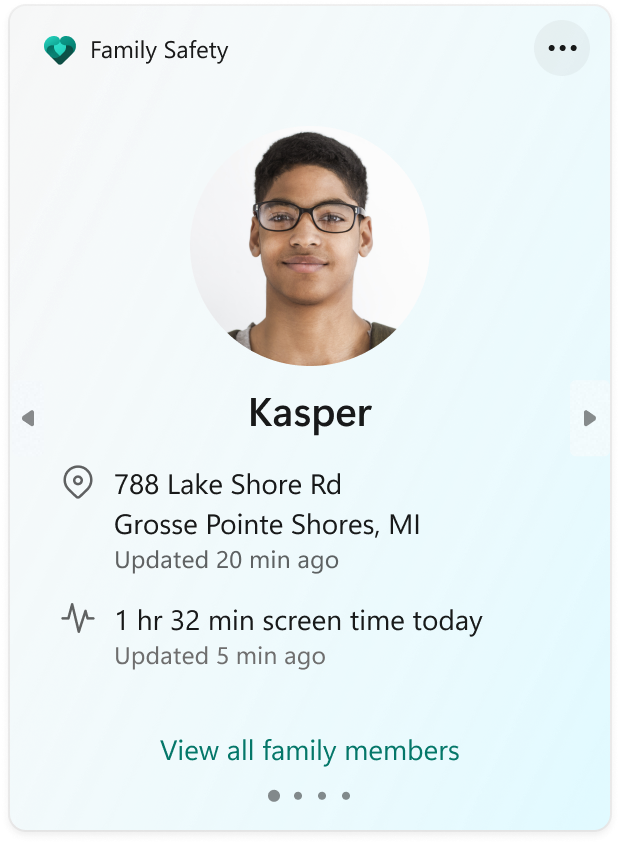 Family Safety
Kasper
788 Lake Shore Rd
Grosse Pointe Shores, MI
Updated 20 min ago
1 hr 32 min screen time today
Updated 5 min ago
View all family members